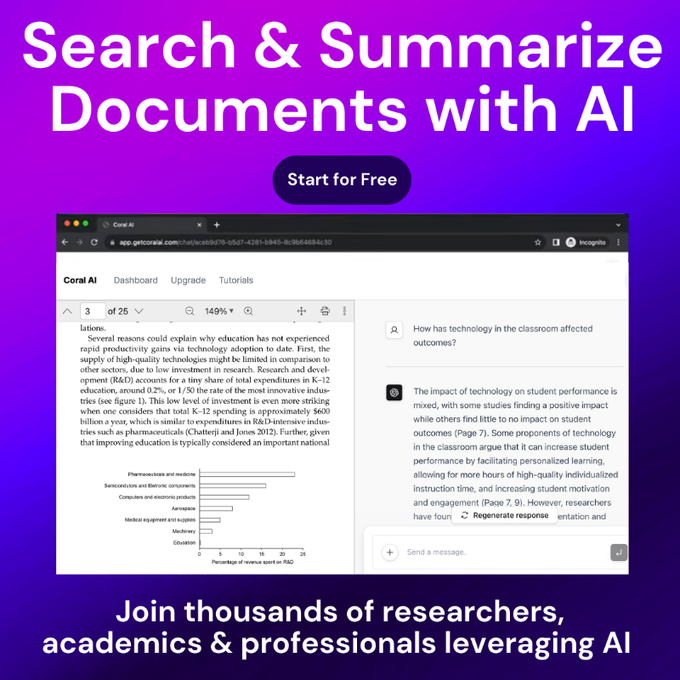 Search & Summarize
Documents with AI
Start for Free
Coral AI
app.getcoralai.com/chat/aceb9d76-b5d7-4281-b945-8c9b64684c30
Incognito
Coral AI Dashboard Upgrade Tutorials
3 of 25 149%
lations.
Several reasons could explain why education has not experienced
rapid productivity gains via technology adoption to date. First, the
supply of high-quality technologies might be limited in comparison to
other sectors, due to low investment in research. Research and devel-
opment (R&D) accounts for a tiny share of total expenditures in K–12
education, around 0.2%, or 1/50 the rate of the most innovative indus-
tries (see figure 1). This low level of investment is even more striking
when one considers that total K–12 spending is approximately $600
billion a year, which is similar to expenditures in R&D-intensive indus-
tries such as pharmaceuticals (Chatterji and Jones 2012). Further, given
that improving education is typically considered an important national
Pharmaceuticals and medicine
Semiconductors and Eletronic components
Computers and electronic products
Aerospace
Medical equipment and supplies
Machinery
Education
0 5 10 15 20 25
Percentage of revenue spent on R&D
How has technology in the classroom affected
outcomes?
The impact of technology on student performance is
mixed, with some studies finding a positive impact
while others find little to no impact on student
outcomes (Page 7). Some proponents of technology
in the classroom argue that it can increase student
performance by facilitating personalized learning,
allowing for more hours of high-quality individualized
instruction time, and increasing student motivation
and engagement (Page 7, 9). However, researchers
have foun
Regenerate response
entation and
Send a message.
Join thousands of researchers,
academics & professionals leveraging AI